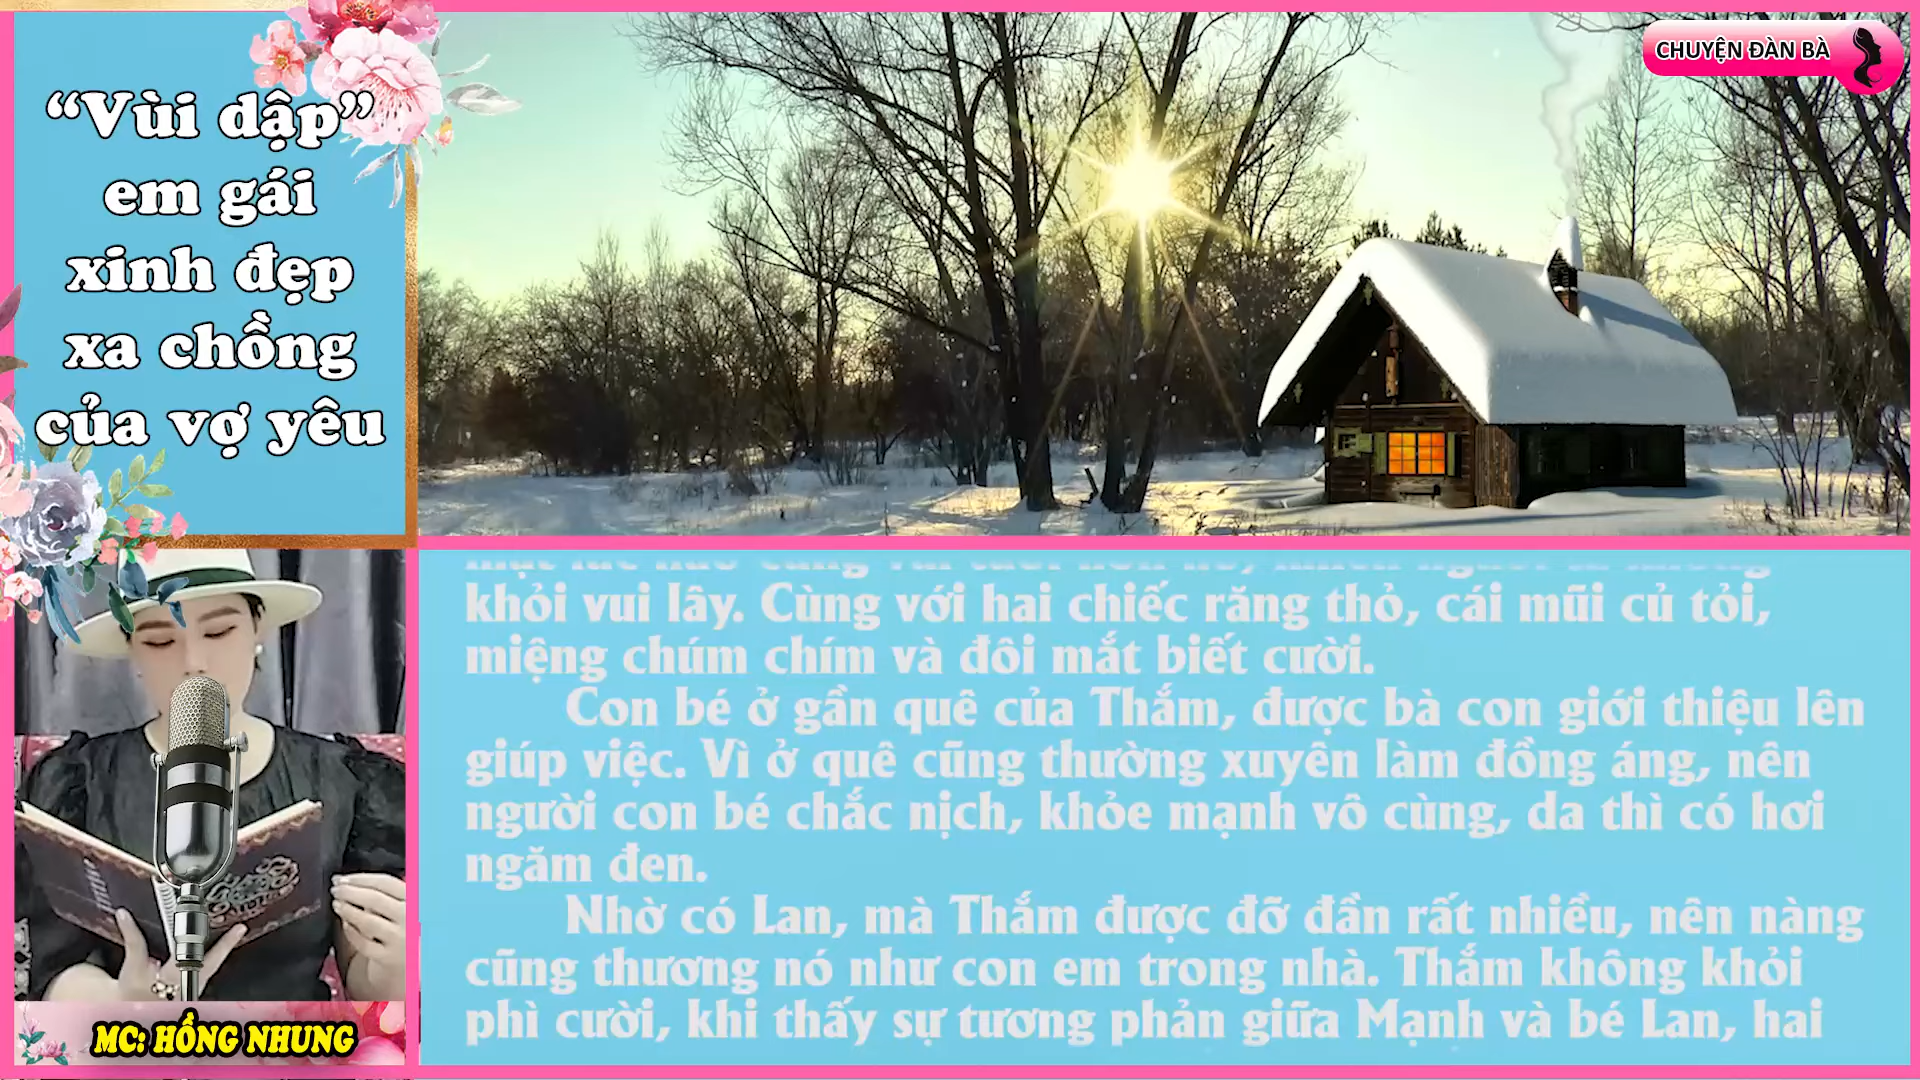 “Vùi dập”
em gái
xinh đẹp
xa chồng
của vợ yêu
CHUYỆN ĐÀN BÀ
khỏi vui lây. Cùng với hai chiếc răng thỏ, cái mũi củ tỏi,
miệng chúm chím và đôi mắt biết cười.
Con bé ở gần quê của Thắm, được bà con giới thiệu lên
giúp việc. Vì ở quê cũng thường xuyên làm đồng áng, nên
người con bé chắc nịch, khỏe mạnh vô cùng, da thì có hơi
ngăm đen.
Nhờ có Lan, mà Thắm được đỡ đần rất nhiều, nên nàng
cũng thương nó như con em trong nhà. Thắm không khỏi
phì cười, khi thấy sự tương phản giữa Mạnh và bé Lan, hai
MC: HỒNG NHUNG